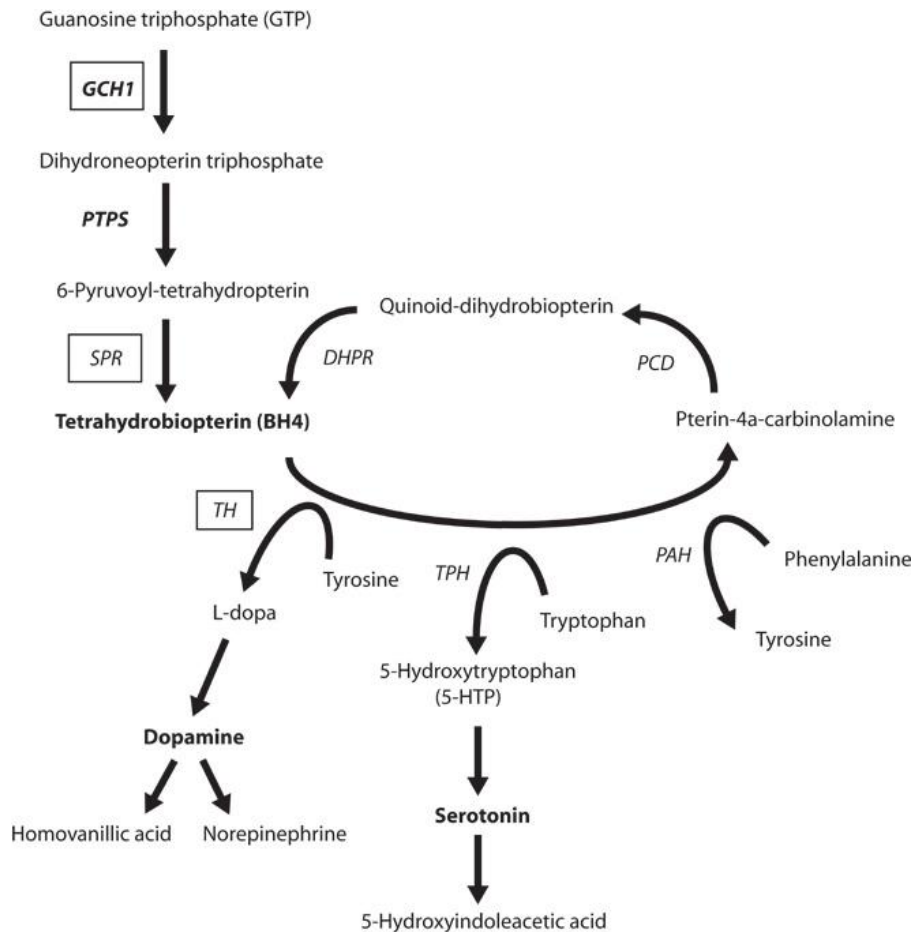 Guanosine triphosphate (GTP)
GCH1
Dihydroneopterin triphosphate
PTPS
6-Pyruvoyl-tetrahydropterin
Quinoid-dihydrobiopterin
SPR
DHPR
PCD
Tetrahydrobiopterin (BH4)
Pterin-4a-carbinolamine
TH
Tyrosine
TPH
PAH
Phenylalanine
L-dopa
Tryptophan
Tyrosine
5-Hydroxytryptophan
(5-HTP)
Dopamine
Homovanillic acid
Norepinephrine
Serotonin
5-Hydroxyindoleacetic acid